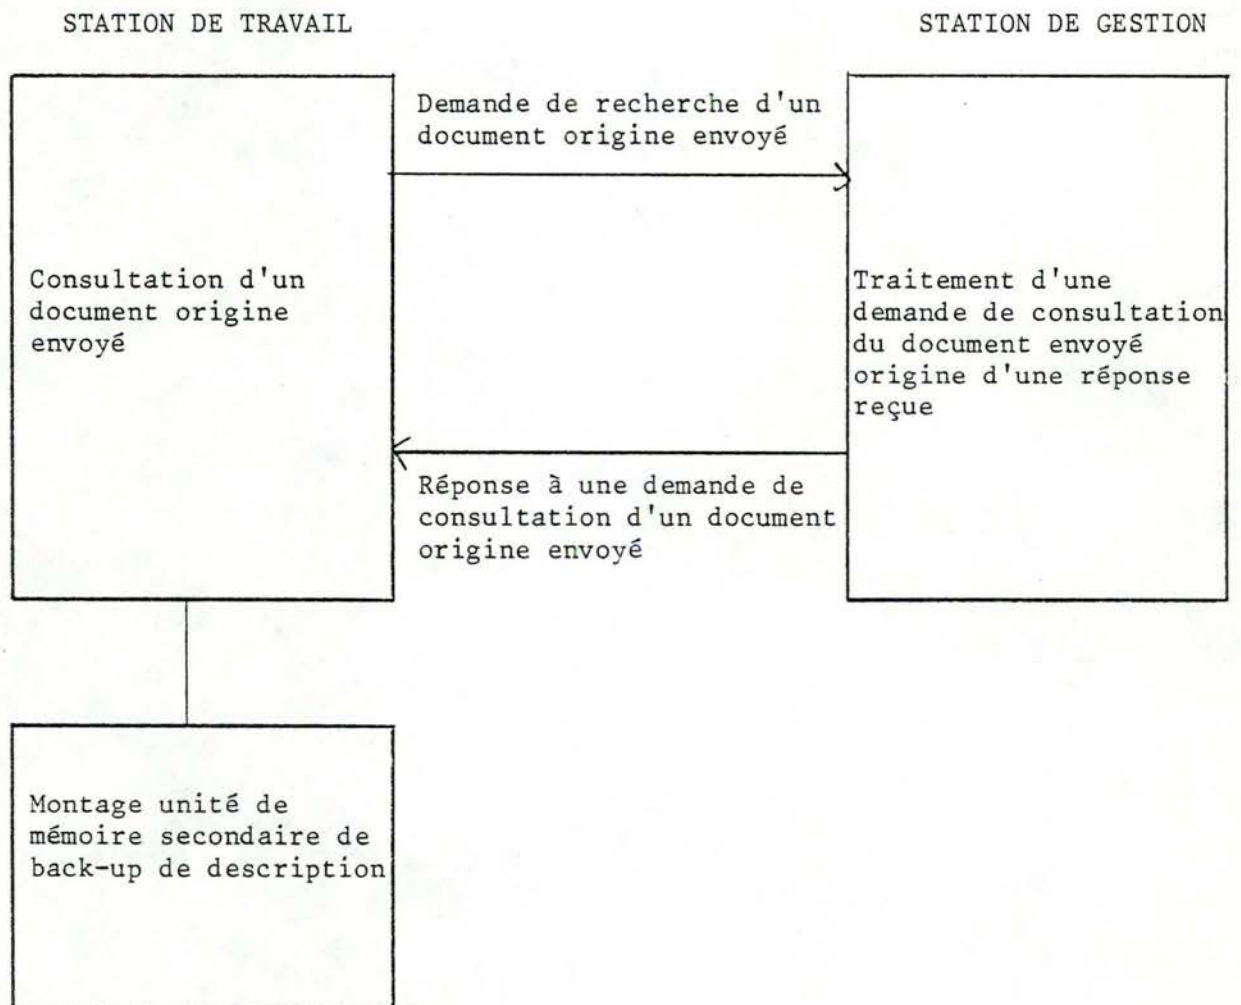 STATION DE TRAVAIL
STATION DE GESTION
Demande de recherche d'un
document origine envoyé
Consultation d'un
document origine
envoyé
Traitement d'une
demande de consultation
du document envoyé
origine d'une réponse
reçue
Réponse à une demande de
consultation d'un document
origine envoyé
Montage unité de
mémoire secondaire de
back-up de description